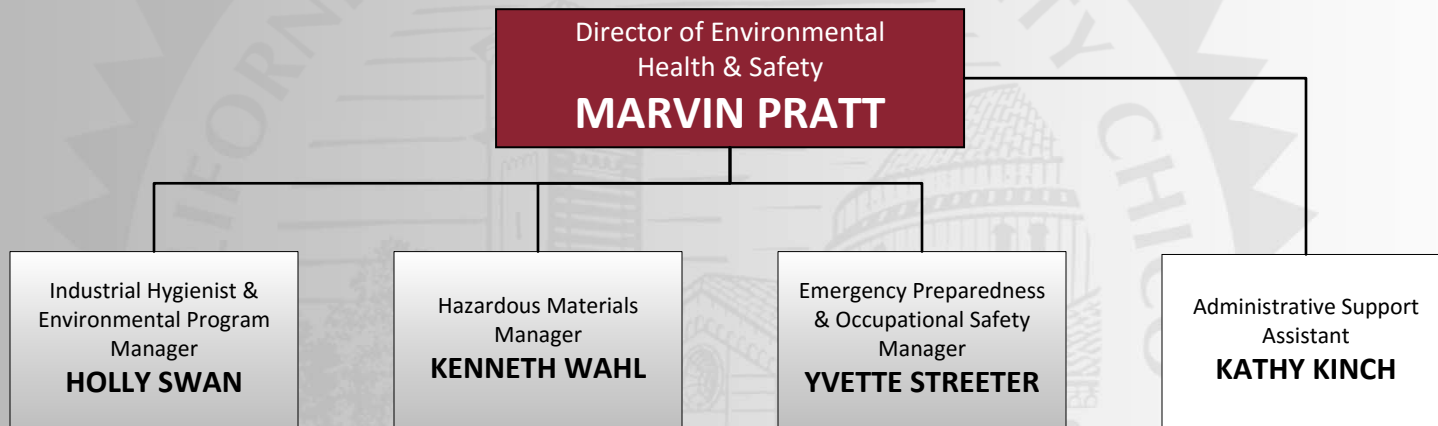 Director of Environmental
Health & Safety
MARVIN PRATT
Industrial Hygienist &
Environmental Program
Manager
HOLLY SWAN
Hazardous Materials
Manager
KENNETH WAHL
Emergency Preparedness
& Occupational Safety
Manager
YVETTE STREETER
Administrative Support
Assistant
KATHY KINCH
CHICO